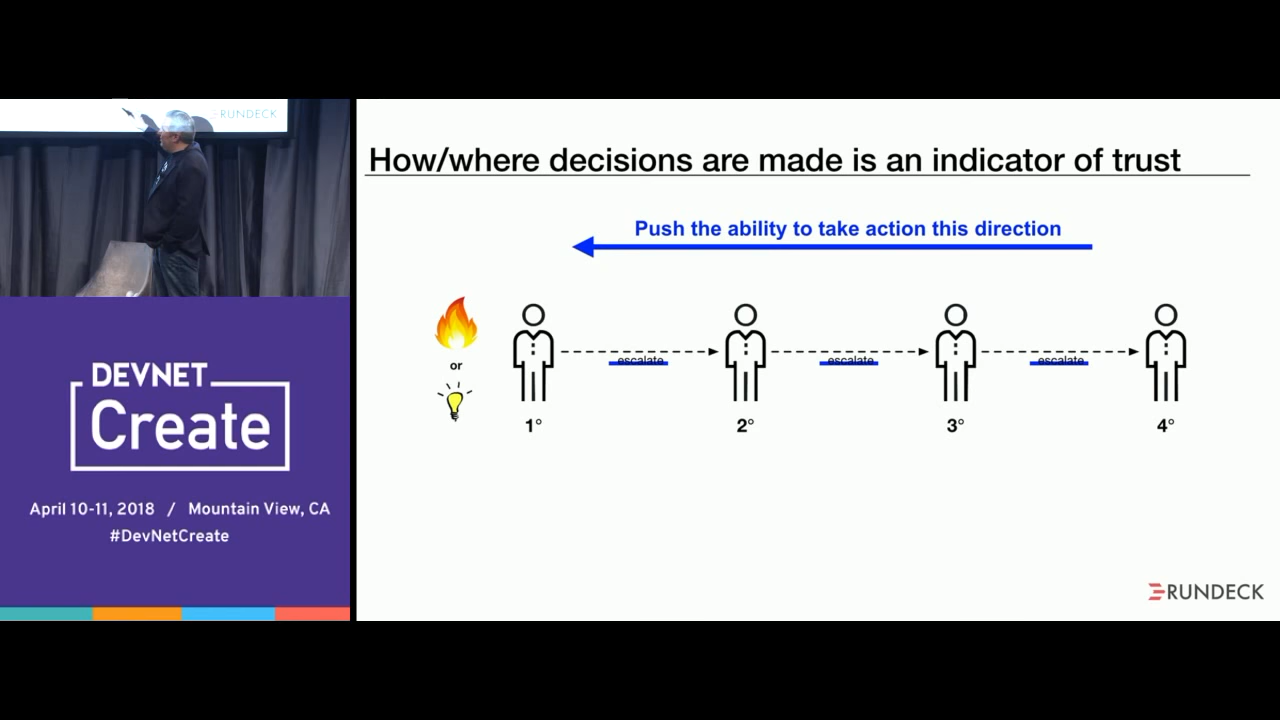 RUNDECK
How/where decisions are made is an indicator of trust
Push the ability to take action this direction
or
escalate
escalate
escalate
1°
2°
3°
4°
DEVNET
Create
April 10-11, 2018 / Mountain View, CA
#DevNetCreate
RUNDECK